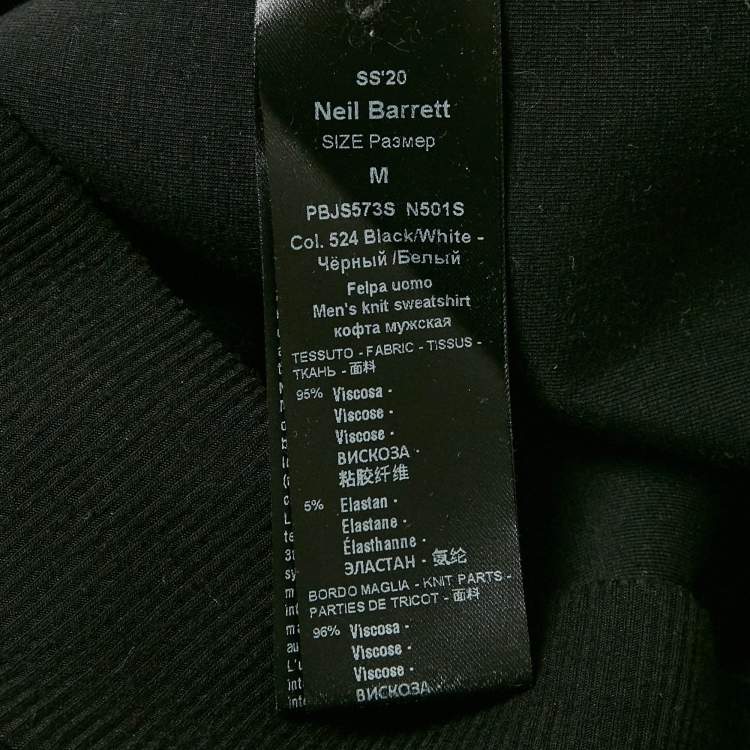 SS'20
Neil Barrett
SIZE Размер
M
PBJS573S N501S
Col. 524 Black/White -
Чёрный /Белый
Felpa uomo
Men's knit sweatshirt
кофта мужская
TESSUTO - FABRIC - TISSUS -
ТКАНЬ - 面料
95% Viscosa -
Viscose -
Viscose -
ВИСКОЗА -
粘胶纤维
5% Elastan -
Elastane -
Élasthanne -
ЭЛАСТАН - 氨纶
BORDO MAGLIA - KNIT PARTS -
PARTIES DE TRICOT - 面料
96% Viscosa -
Viscose -
Viscose -
ВИСКОЗА